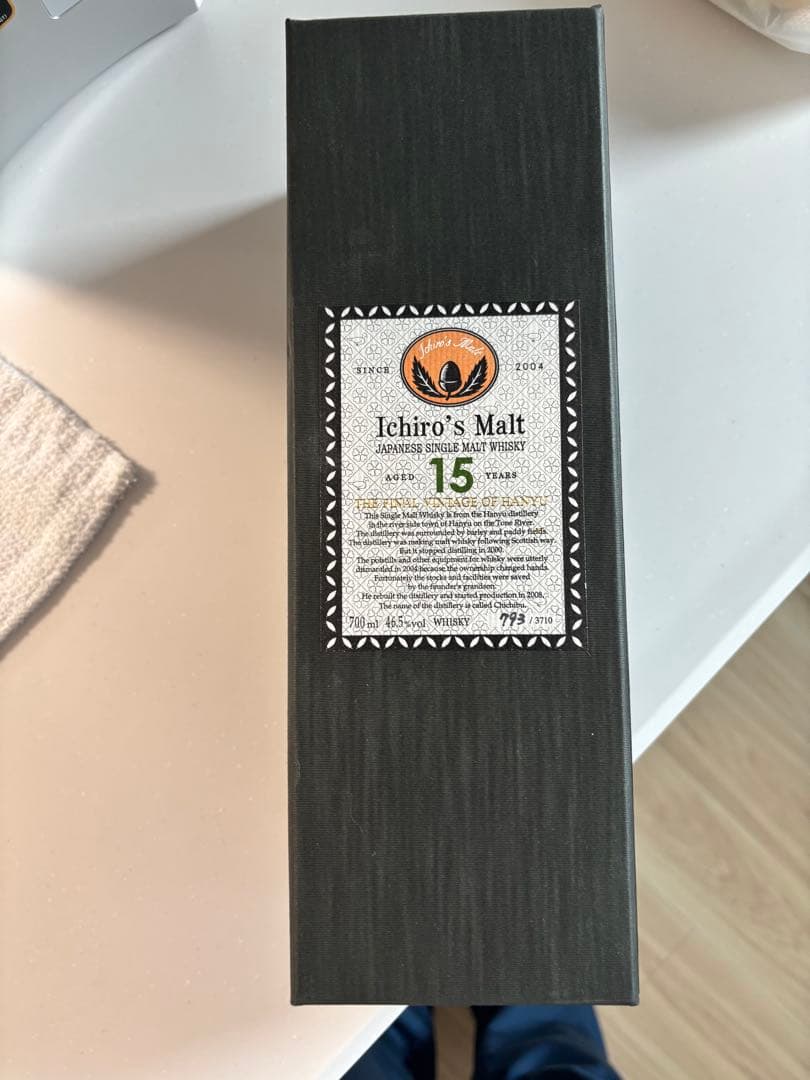 Ichiro's Malt
SINCE 2004
Ichiro's Malt
JAPANESE SINGLE MALT WHISKY
AGED 15 YEARS
THE FINAL VINTAGE OF HANYU
This Single Malt Whisky is from the Hanyu distillery
in the river side town of Hanyu on the Tone River.
The distillery was surrounded by barley and paddy fields.
The distillery was making malt whisky following Scottish way.
But it stopped distilling in 2000.
The potstills and other equipment for whisky were utterly
dismantled in 2004 because the ownership changed hands.
Fortunately the stocks and facilities were saved
by the founder's grandson.
He rebuilt the distillery and started production in 2008.
The name of the distillery is called Chichibu.
700ml 46.5%vol WHISKY 793 / 3710